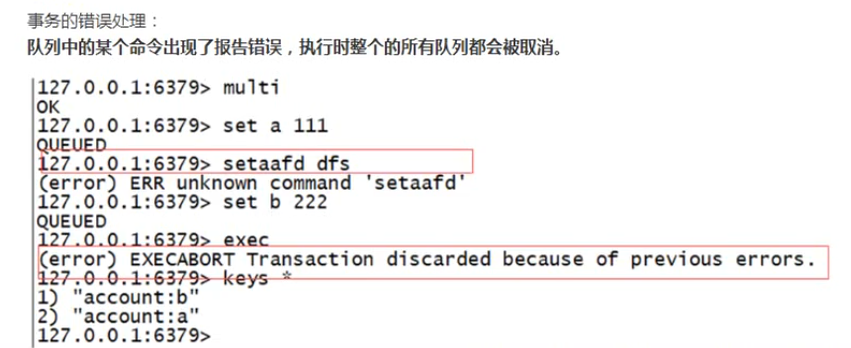 事务的错误处理：
队列中的某个命令出现了报告错误，执行时整个的所有队列都会被取消。
127.0.0.1:6379> multi
OK
127.0.0.1:6379> set a 111
QUEUED
127.0.0.1:6379> setaafd dfs
(error) ERR unknown command 'setaafd'
127.0.0.1:6379> set b 222
QUEUED
127.0.0.1:6379> exec
(error) EXECABORT Transaction discarded because of previous errors.
127.0.0.1:6379> keys *
1) "account:b"
2) "account:a"
127.0.0.1:6379>